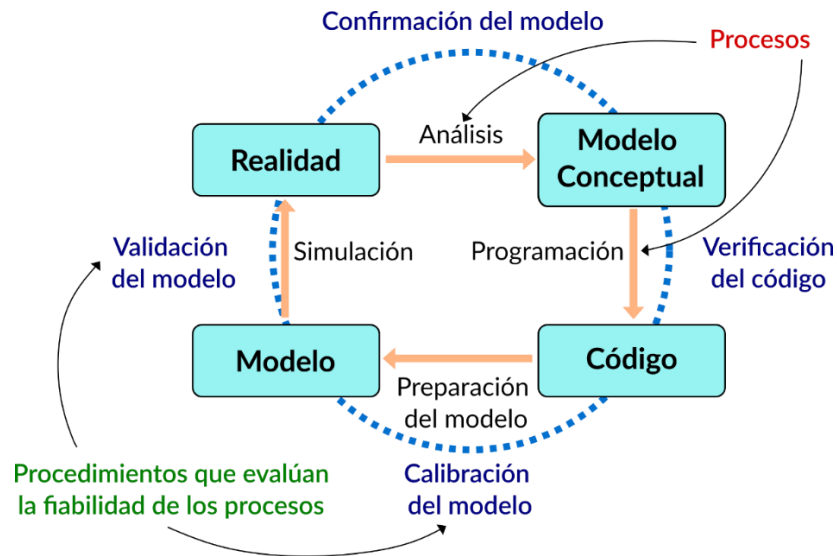 Confirmación del modelo
Procesos
Realidad
Análisis
Modelo
Conceptual
Validación
del modelo
Simulación
Programación
Verificación
del código
Modelo
Preparación
del modelo
Código
Procedimientos que evalúan
la fiabilidad de los procesos
Calibración
del modelo